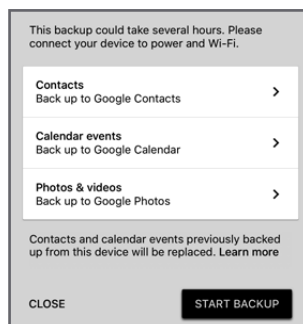 This backup could take several hours. Please
connect your device to power and Wi-Fi.
Contacts
Back up to Google Contacts
Calendar events
Back up to Google Calendar
Photos & videos
Back up to Google Photos
Contacts and calendar events previously backed
up from this device will be replaced. Learn more
CLOSE START BACKUP